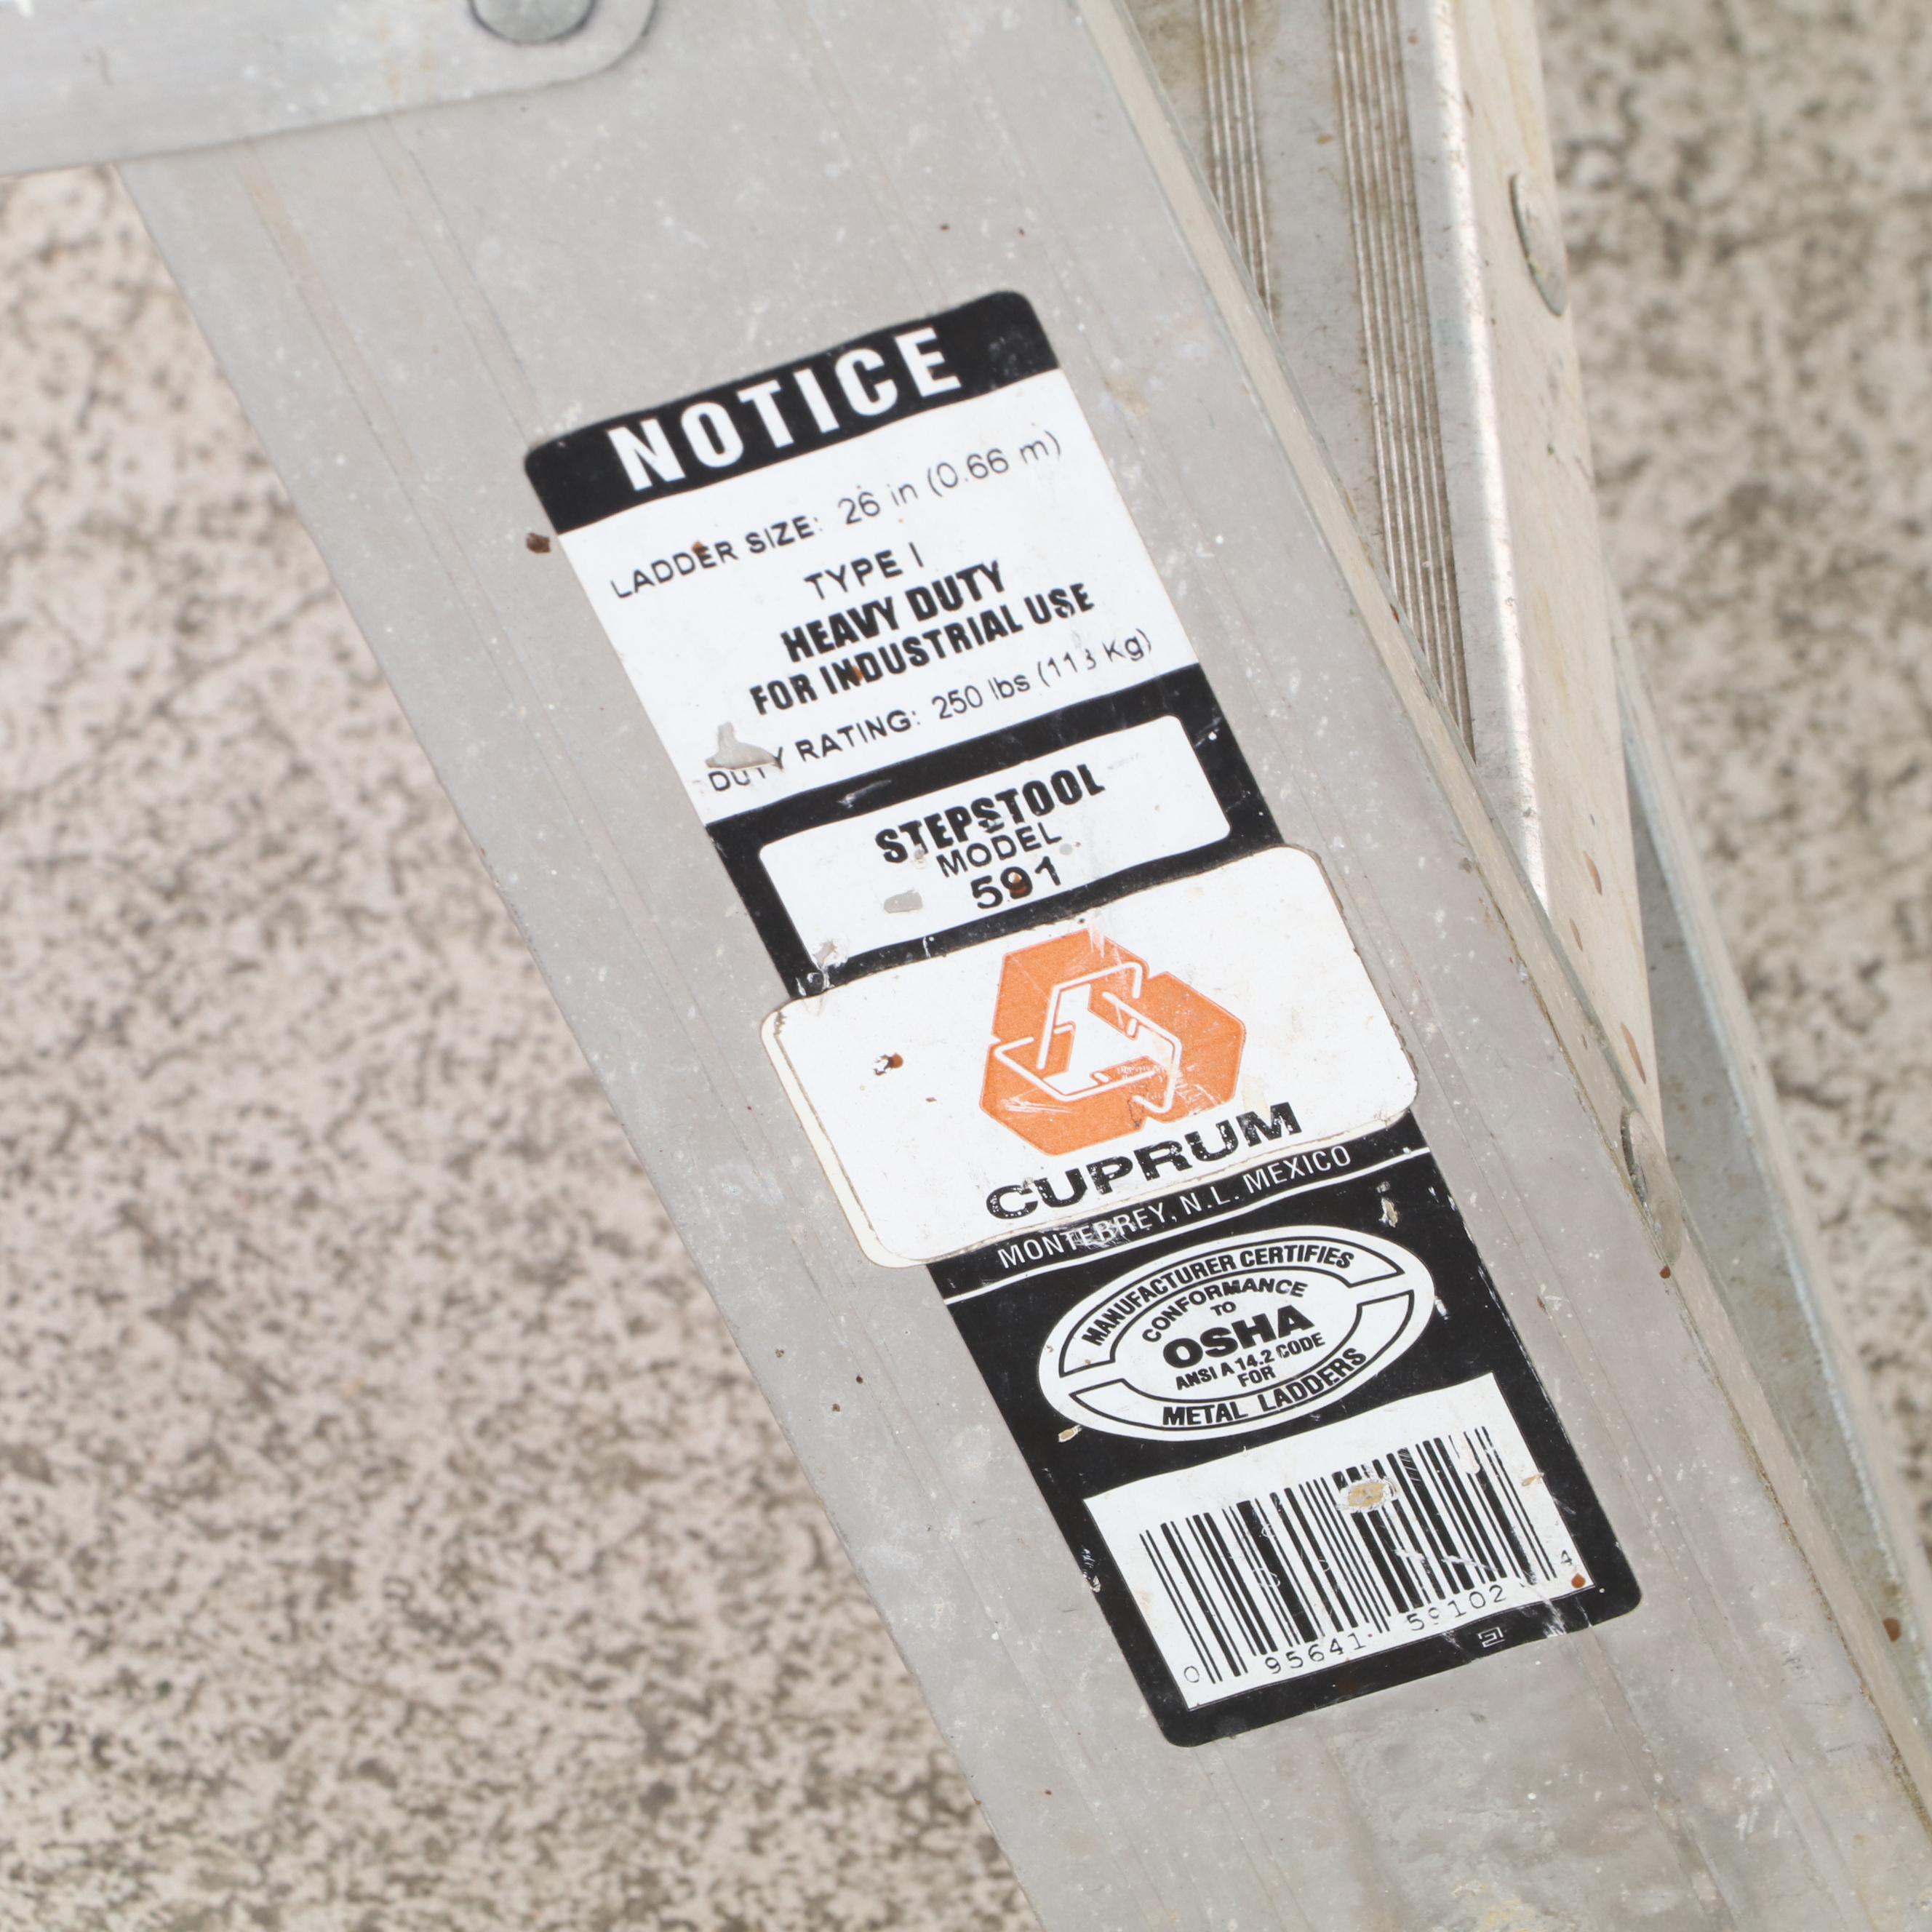 NOTICE
LADDER SIZE: 26 in (0.66 m)
TYPE I
HEAVY DUTY
FOR INDUSTRIAL USE
DUTY RATING: 250 lbs (113 Kg)
STEPSTOOL
MODEL
591
CUPRUM
MONTERREY, N.L. MEXICO
MANUFACTURER CERTIFIES
CONFORMANCE
TO
OSHA
ANSI A 14.2 CODE
FOR
METAL LADDERS
0 95641 59102 4